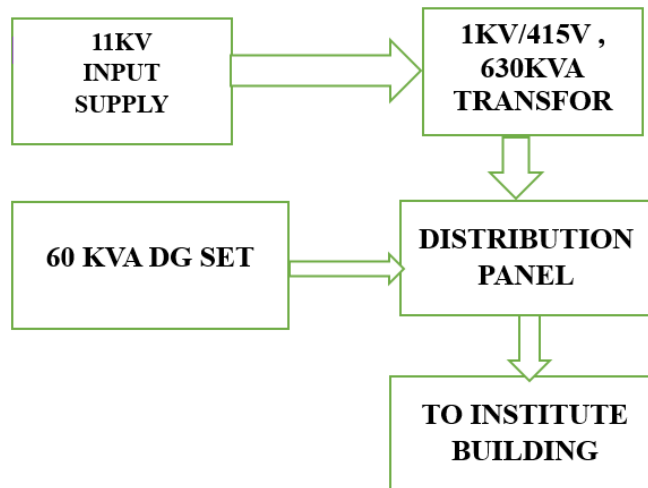 11KV
INPUT
SUPPLY
1KV/415V ,
630KVA
TRANSFOR
60 KVA DG SET
DISTRIBUTION
PANEL
TO INSTITUTE
BUILDING